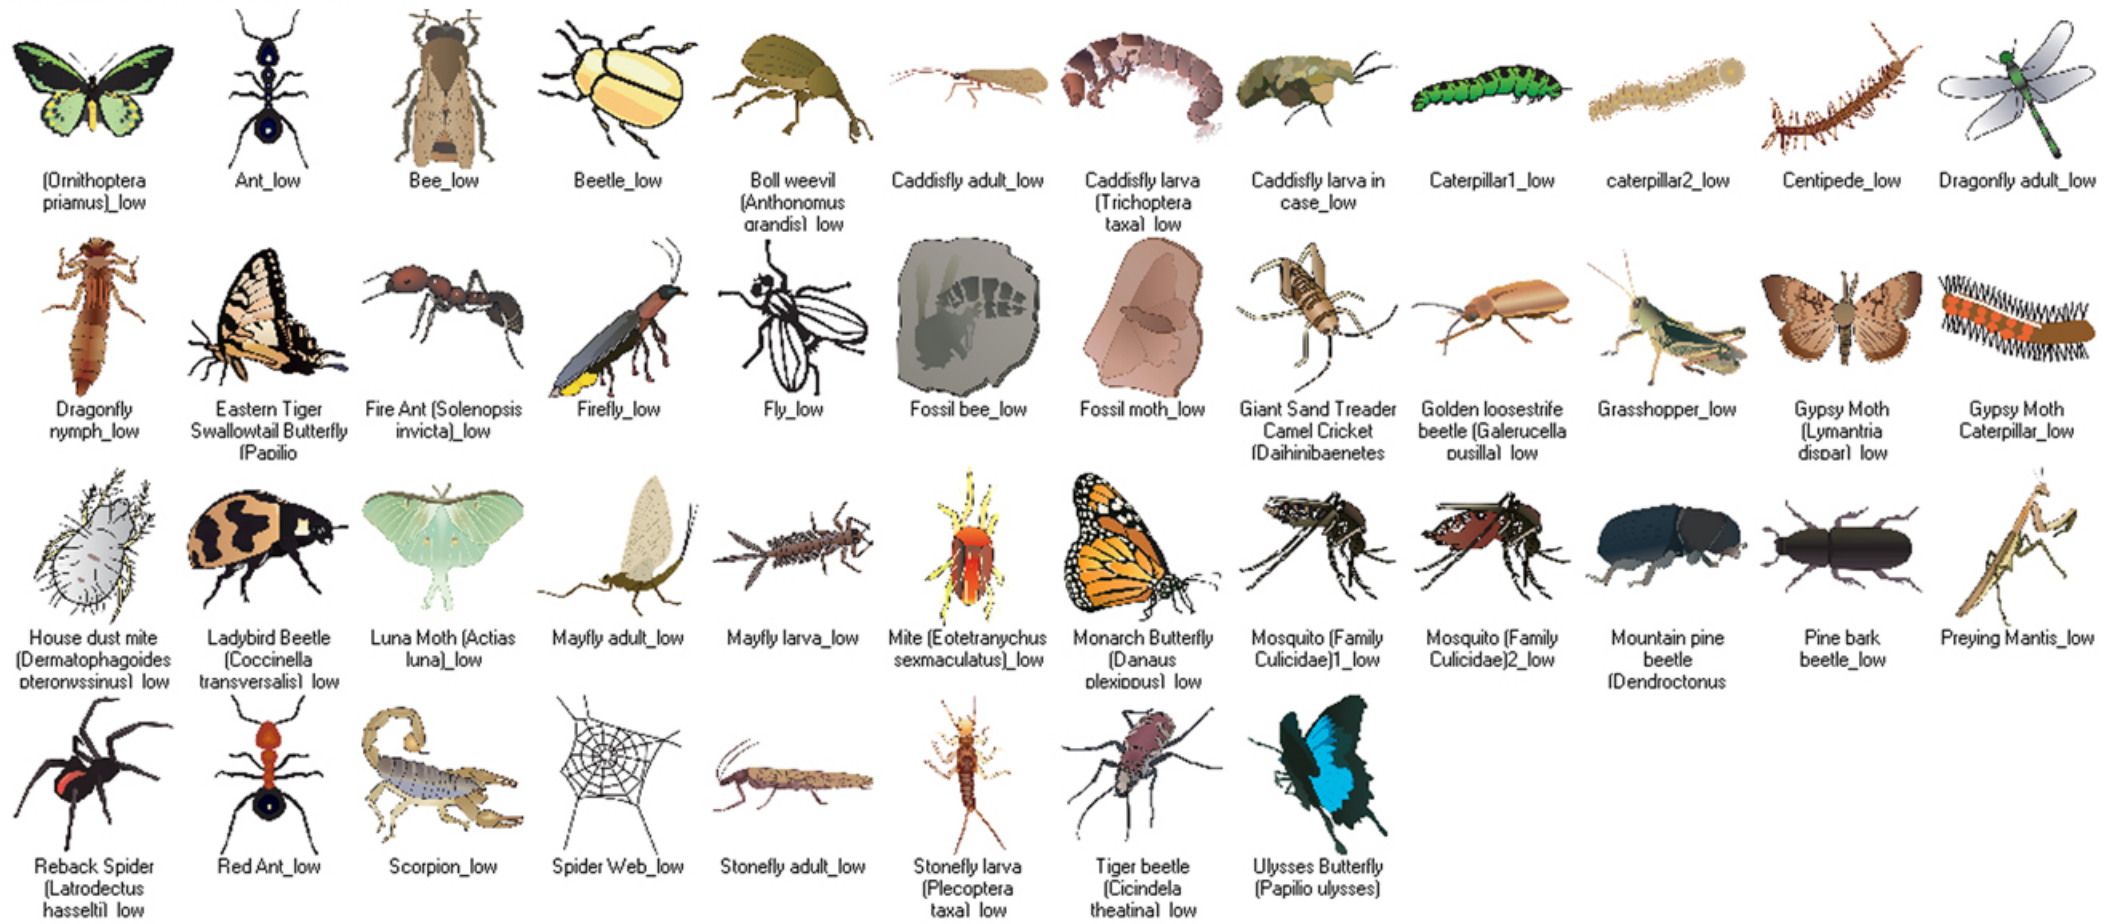 (Ornithoptera
priamus)_low
Ant_low
Bee_low
Beetle_low
Boll weevil
(Anthonomus
grandis)_low
Caddisfly adult_low
Caddisfly larva
(Trichoptera
taxa)_low
Caddisfly larva in
case_low
Caterpillar1_low
caterpillar2_low
Centipede_low
Dragonfly adult_low
Dragonfly
nymph_low
Eastern Tiger
Swallowtail Butterfly
(Papilio
Fire Ant (Solenopsis
invicta)_low
Firefly_low
Fly_low
Fossil bee_low
Fossil moth_low
Giant Sand Treader
Camel Cricket
(Daihinibaenetes
Golden loosestrife
beetle (Galerucella
pusilla)_low
Grasshopper_low
Gypsy Moth
(Lymantria
dispar)_low
Gypsy Moth
Caterpillar_low
House dust mite
(Dermatophagoides
pteronyssinus)_low
Ladybird Beetle
(Coccinella
transversalis)_low
Luna Moth (Actias
luna)_low
Mayfly adult_low
Mayfly larva_low
Mite (Eotetranychus
sexmaculatus)_low
Monarch Butterfly
(Danaus
plexippus)_low
Mosquito (Family
Culicidae)1_low
Mosquito (Family
Culicidae)2_low
Mountain pine
beetle
(Dendroctonus
Pine bark
beetle_low
Preying Mantis_low
Reback Spider
(Latrodectus
hasselti)_low
Red Ant_low
Scorpion_low
Spider Web_low
Stonefly adult_low
Stonefly larva
(Plecoptera
taxa)_low
Tiger beetle
(Cicindela
theatina)_low
Ulysses Butterfly
(Papilio ulysses)